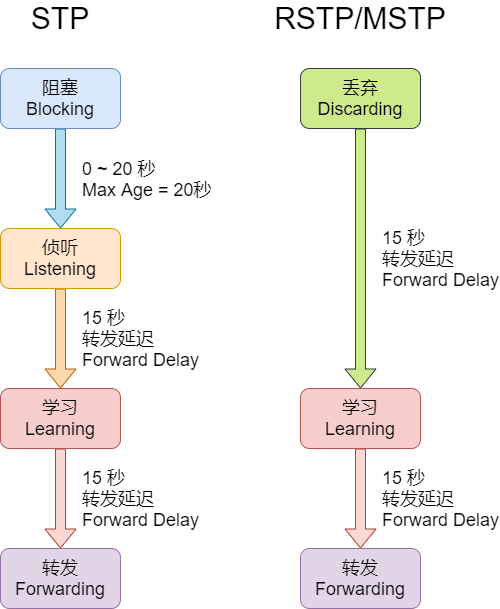 STP
阻塞
Blocking
0 ~ 20 秒
Max Age = 20秒
侦听
Listening
15 秒
转发延迟
Forward Delay
学习
Learning
15 秒
转发延迟
Forward Delay
转发
Forwarding
RSTP/MSTP
丢弃
Discarding
15 秒
转发延迟
Forward Delay
学习
Learning
15 秒
转发延迟
Forward Delay
转发
Forwarding